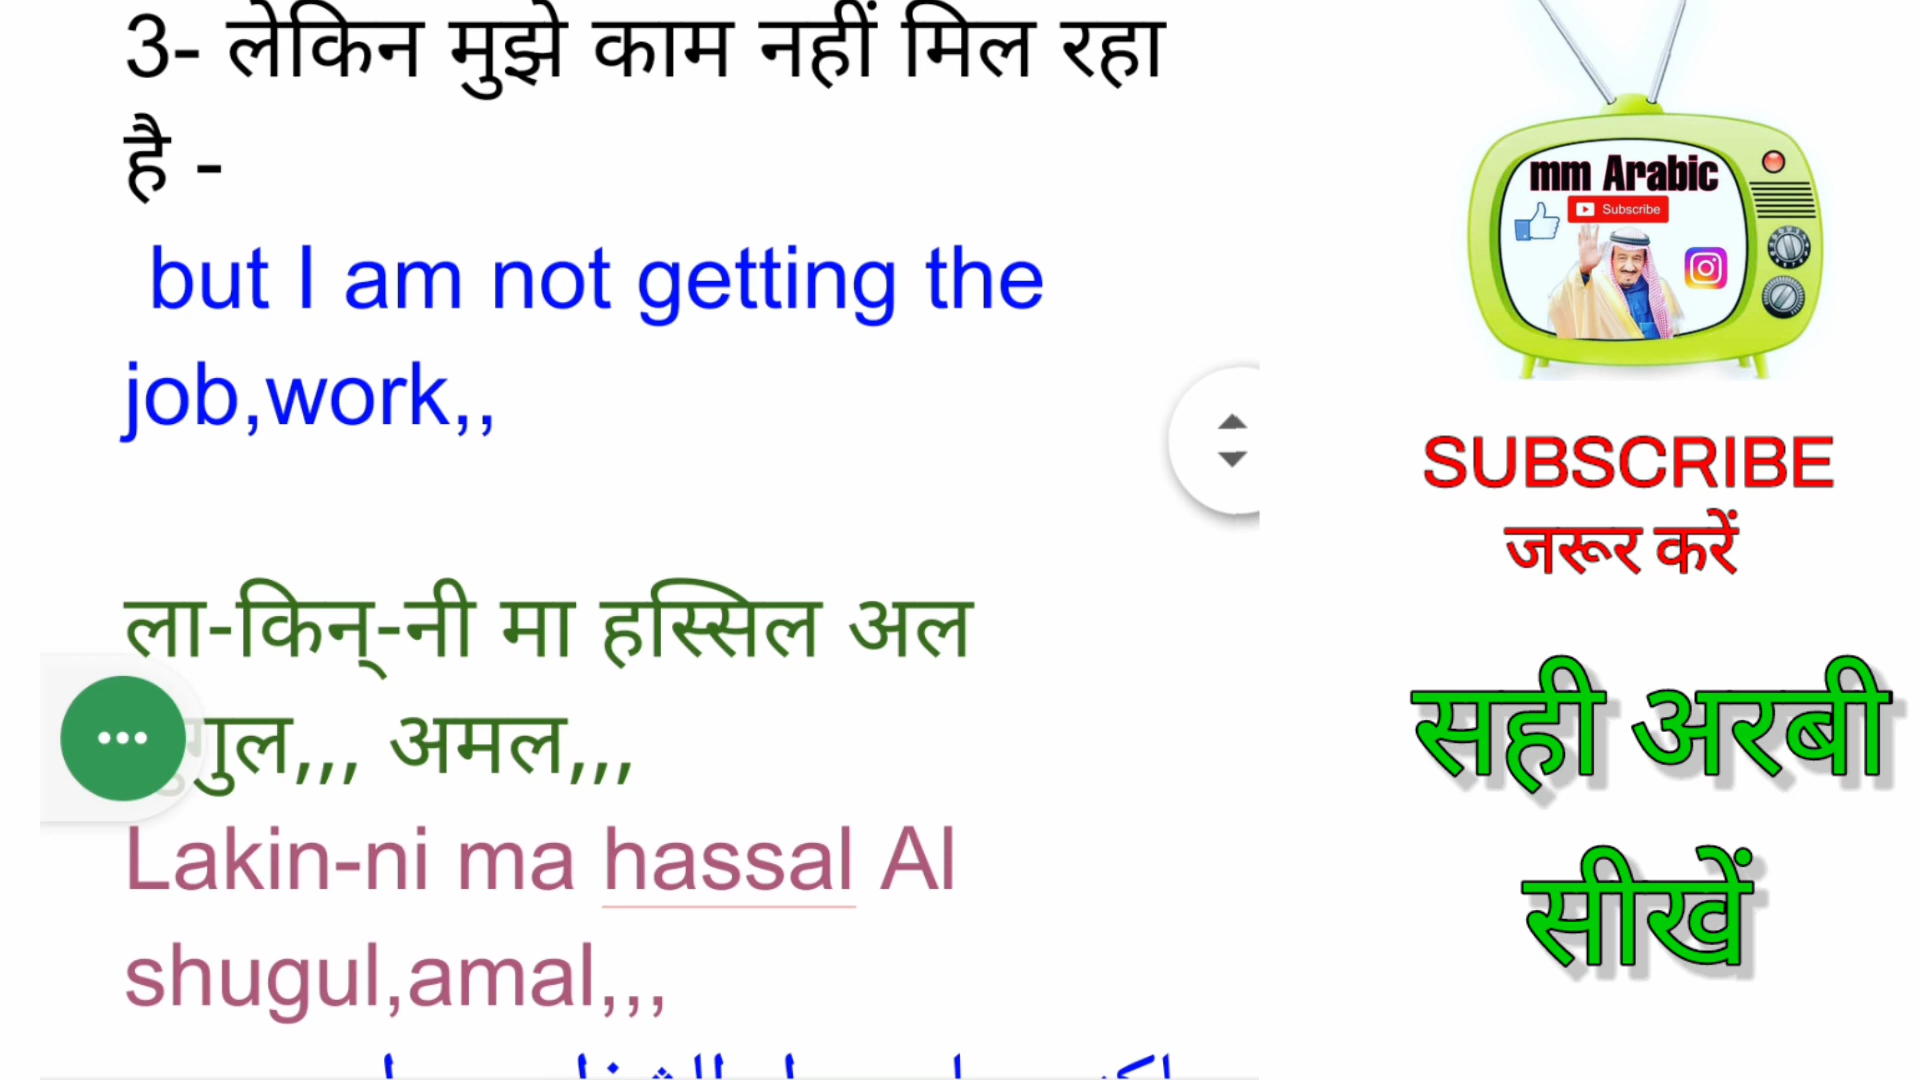 3- लेकिन मुझे काम नहीं मिल रहा
है -
but I am not getting the
job,work,,
ला-किन्-नी मा हस्सिल अल
अमल,,,
Lakin-ni ma hassal Al
shugul,amal,,,
mm Arabic
Subscribe
SUBSCRIBE
जरूर करें
सही अरबी
सीखें